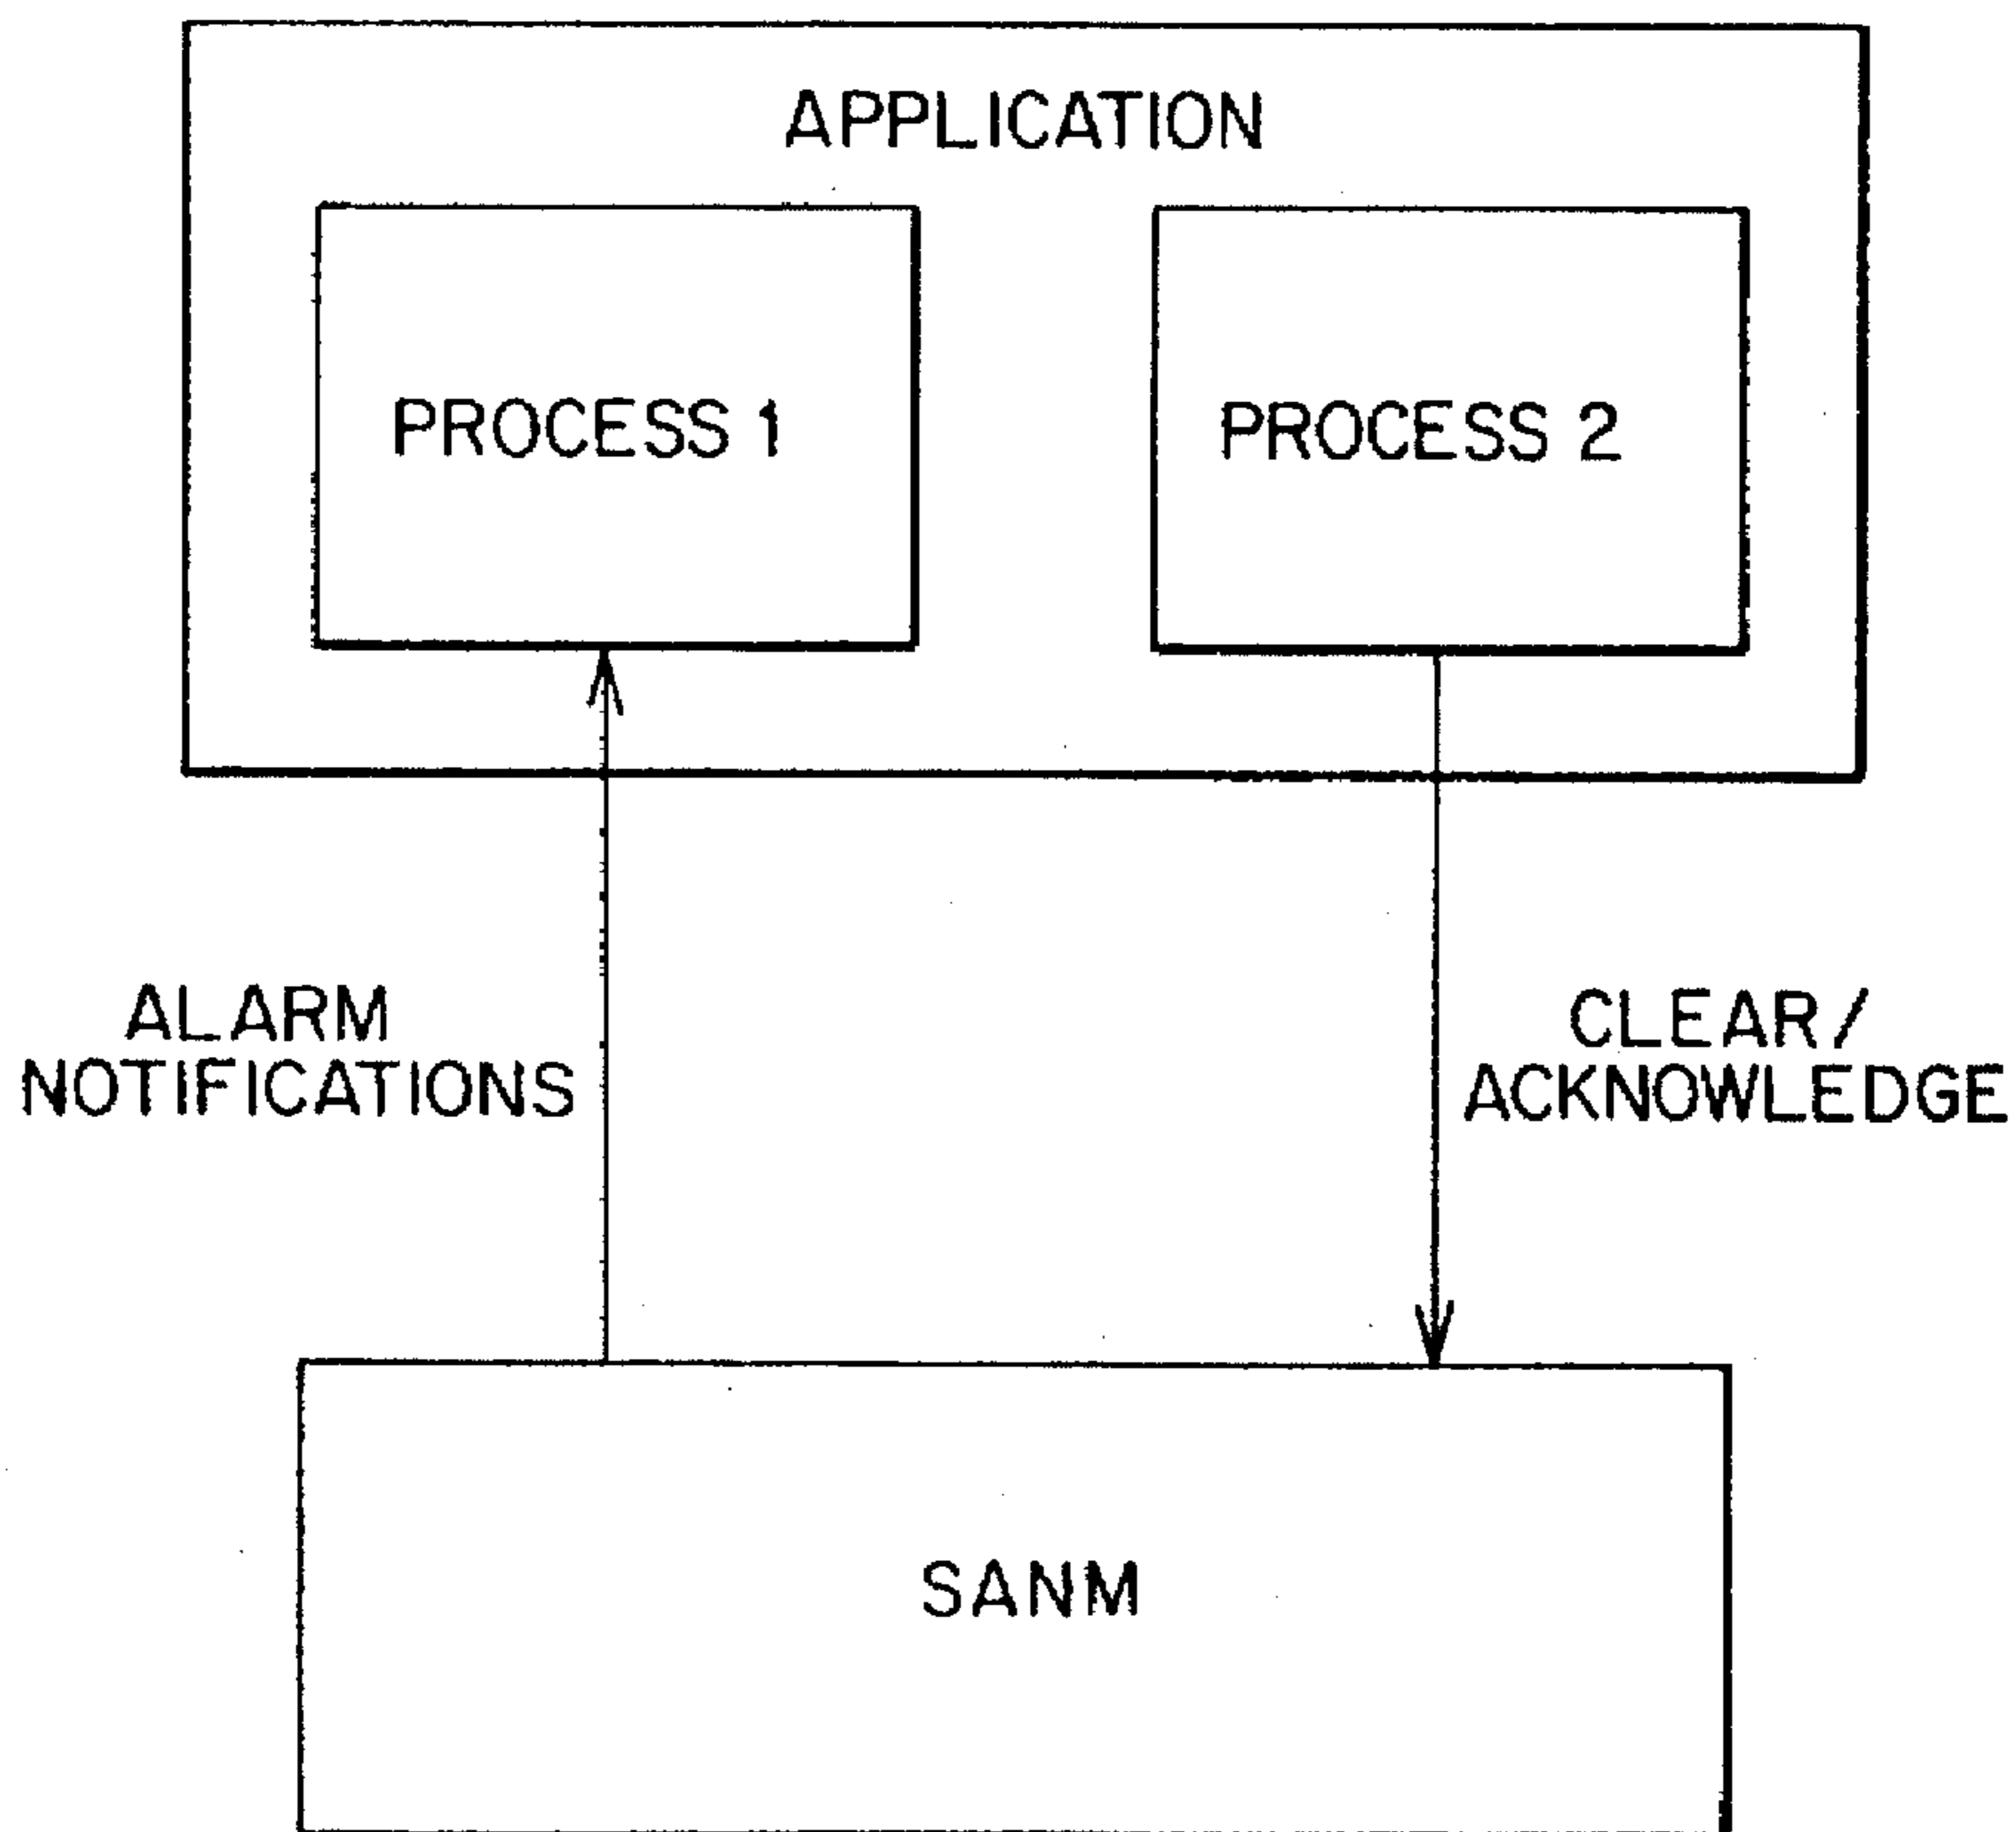 APPLICATION
PROCESS 1
PROCESS 2
ALARM
NOTIFICATIONS
CLEAR/
ACKNOWLEDGE
SANM